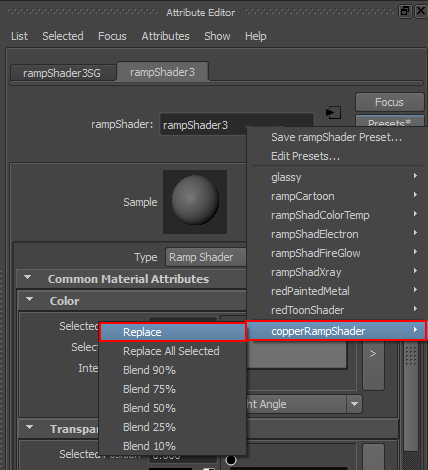 Attribute Editor
List Selected Focus Attributes Show Help
rampShader3SG rampShader3
Focus
rampShader: rampShader3
Presets*
Save rampShader Preset...
Edit Presets...
glassy
rampCartoon
rampShadColorTemp
rampShadElectron
rampShadFireGlow
rampShadXray
redPaintedMetal
redToonShader
copperRampShader
Sample
Type Ramp Shader
Common Material Attributes
Color
Selected
Selec
Inte
Replace
Replace All Selected
Blend 90%
Blend 75%
Blend 50%
Blend 25%
Blend 10%
>
ht Angle
Transpa
Selected Position 0.000